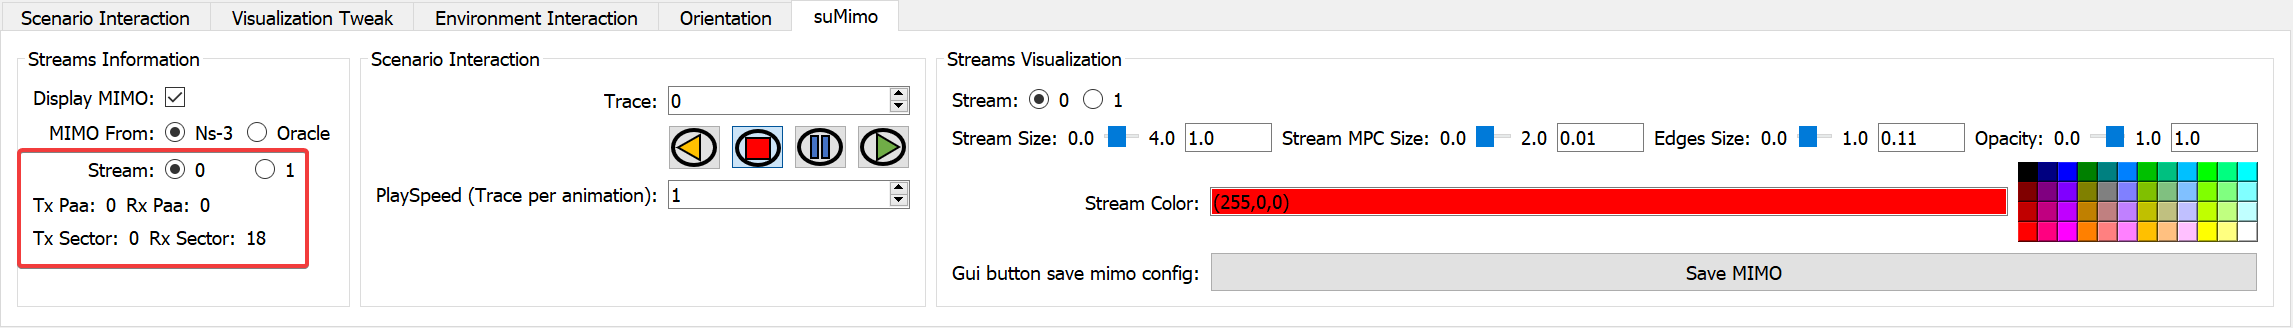 Scenario Interaction Visualization Tweak Environment Interaction Orientation suMimo
Streams Information
Display MIMO:
MIMO From: Ns-3 Oracle
Stream: 0 1
Tx Paa: 0 Rx Paa: 0
Tx Sector: 0 Rx Sector: 18
Scenario Interaction
Trace: 0
PlaySpeed (Trace per animation): 1
Streams Visualization
Stream: 0 1
Stream Size: 0.0 4.0 1.0 Stream MPC Size: 0.0 2.0 0.01 Edges Size: 0.0 1.0 0.11 Opacity: 0.0 1.0 1.0
Stream Color: (255,0,0)
Gui button save mimo config: Save MIMO